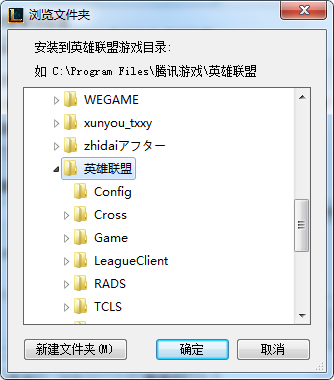 浏览文件夹
安装到英雄联盟游戏目录:
如 C:\Program Files\腾讯游戏\英雄联盟
WEGAME
xunyou_txxy
zhidaiアフター
英雄联盟
Config
Cross
Game
LeagueClient
RADS
TCLS
新建文件夹(M) 确定 取消